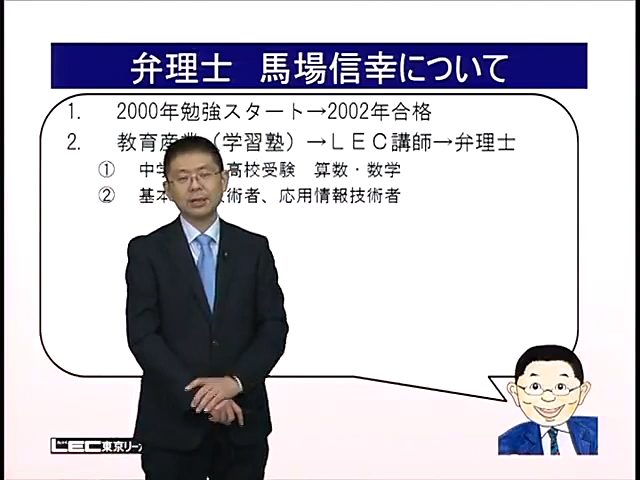 弁理士 馬場信幸について
1. 2000年勉強スタート→2002年合格
2. 教育産業(学習塾)→LEC講師→弁理士
① 中学 高校受験 算数・数学
② 基本 技術者、応用情報技術者
LEC東京リーガ